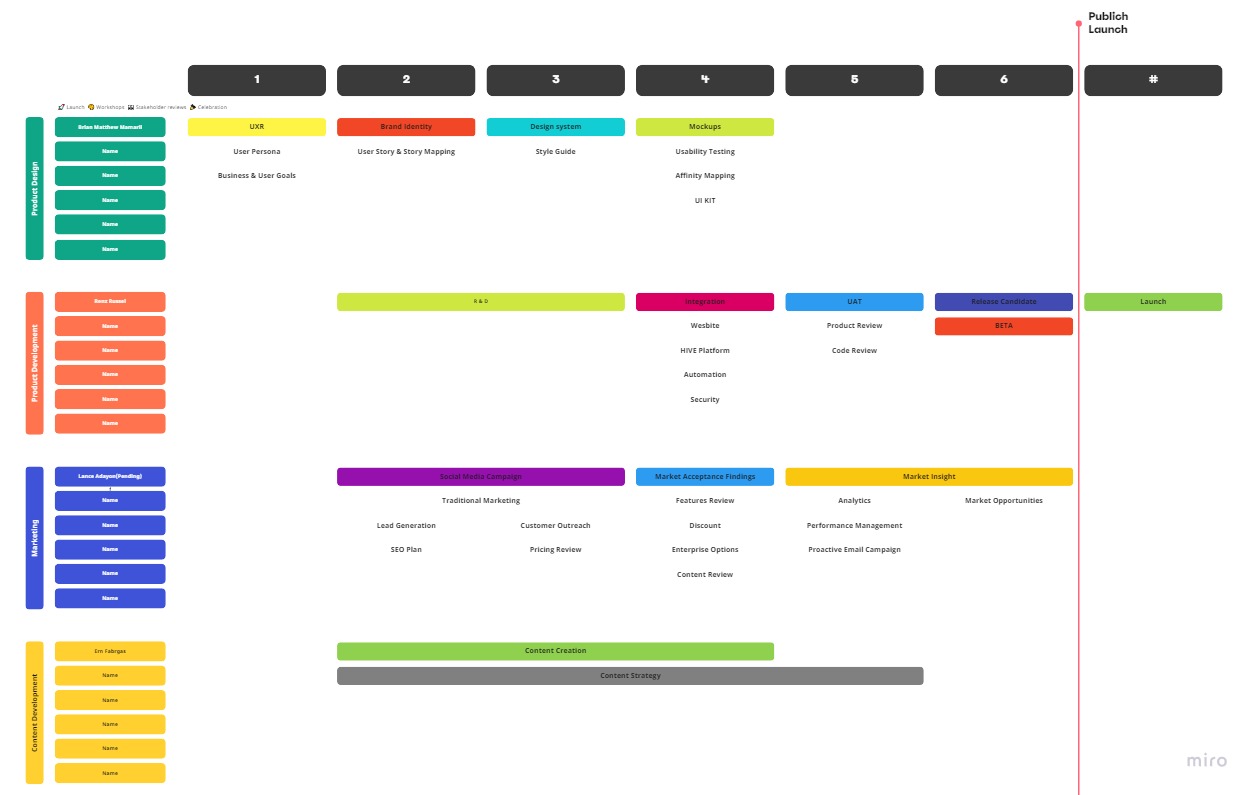 Publich
Launch
1 2 3 4 5 6 #
Launch Workshops Stakeholder reviews Celebration
Product Design
Brian Matthew Mamaril UXR Brand Identity Design system Mockups
Name User Persona User Story & Story Mapping Style Guide Usability Testing
Name Business & User Goals Affinity Mapping
Name UI KIT
Name
Name
Product Development
R & D Integration UAT Release Candidate Launch
Name Wesbite Product Review BETA
Name HIVE Platform Code Review
Name Automation
Name Security
Name
Marketing
Lance Adayon(Pending) Social Media Campaign Market Acceptance Findings Market Insight
Name Traditional Marketing Features Review Analytics Market Opportunities
Name Lead Generation Customer Outreach Discount Performance Management
Name SEO Plan Pricing Review Enterprise Options Proactive Email Campaign
Name Content Review
Name
Content Development
Ern Fabrgas Content Creation
Name Content Strategy
Name
Name
Name
Name
miro